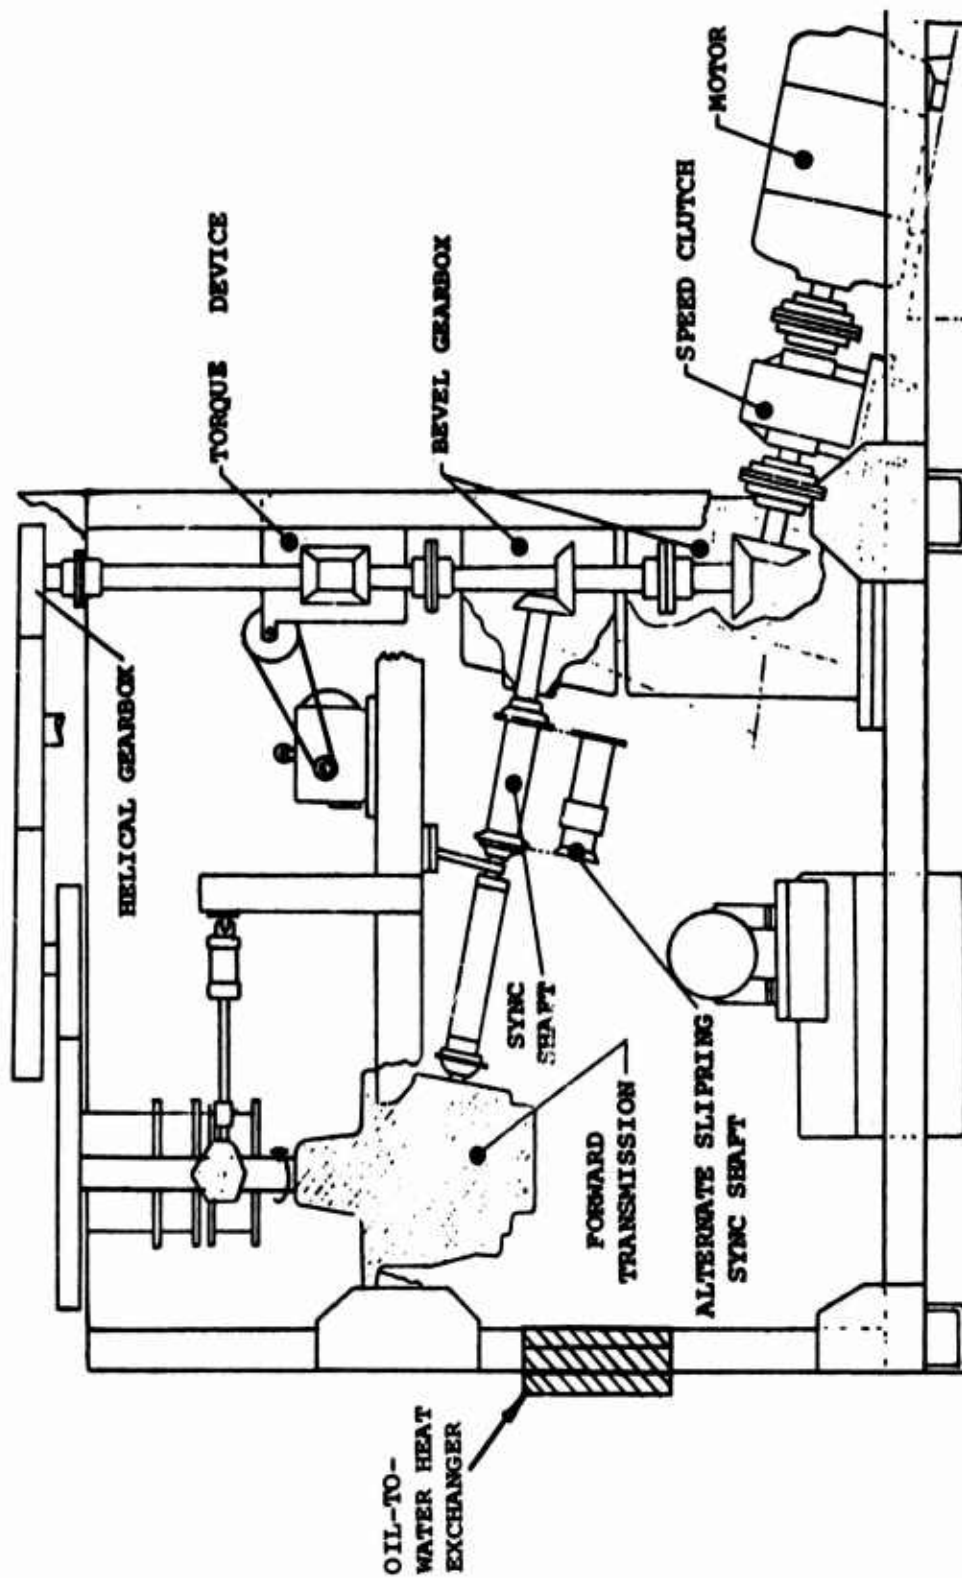 HELICAL GEARBOX
TORQUE DEVICE
BEVEL GEARBOX
SPEED CLUTCH
MOTOR
OIL-TO-
WATER HEAT
EXCHANGER
FORWARD
TRANSMISSION
SYNC
SHAFT
ALTERNATE SLIPRING
SYNC SHAFT